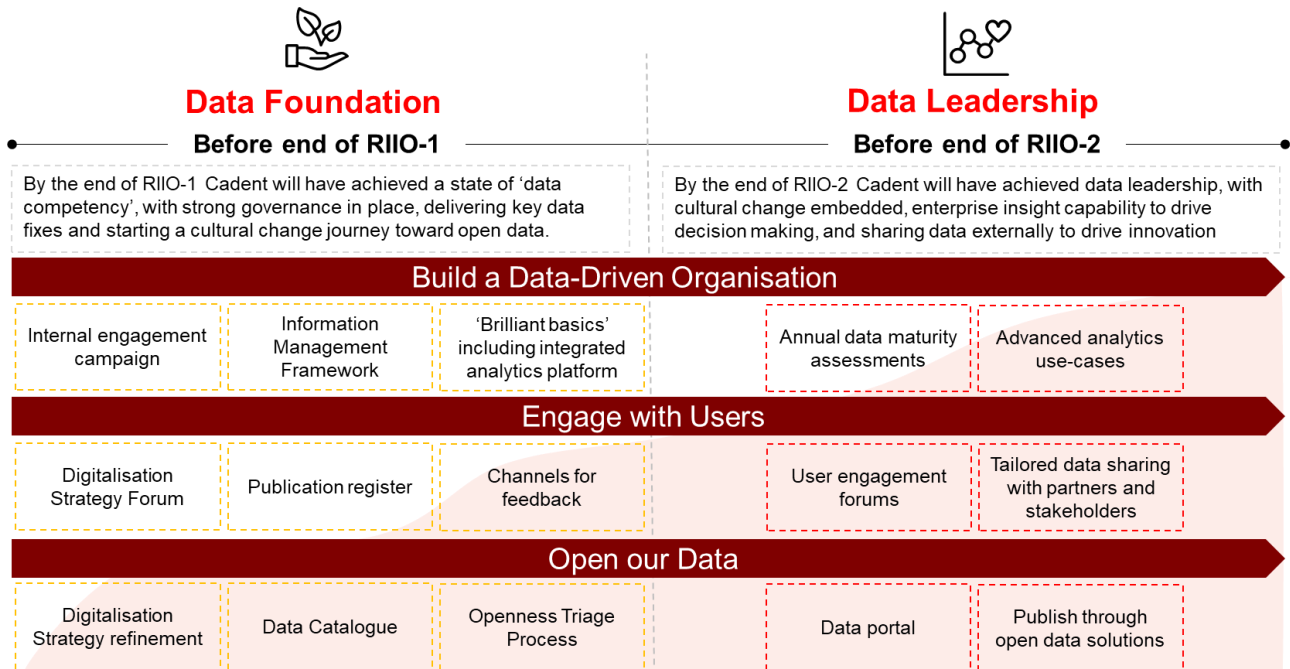 Data Foundation
Data Leadership
Before end of RIIO-1
Before end of RIIO-2
By the end of RIIO-1 Cadent will have achieved a state of ‘data
competency’, with strong governance in place, delivering key data
fixes and starting a cultural change journey toward open data.
By the end of RIIO-2 Cadent will have achieved data leadership, with
cultural change embedded, enterprise insight capability to drive
decision making, and sharing data externally to drive innovation
Build a Data-Driven Organisation
Internal engagement
campaign
Information
Management
Framework
‘Brilliant basics’
including integrated
analytics platform
Annual data maturity
assessments
Advanced analytics
use-cases
Engage with Users
Digitalisation
Strategy Forum
Publication register
Channels for
feedback
User engagement
forums
Tailored data sharing
with partners and
stakeholders
Open our Data
Digitalisation
Strategy refinement
Data Catalogue
Openness Triage
Process
Data portal
Publish through
open data solutions